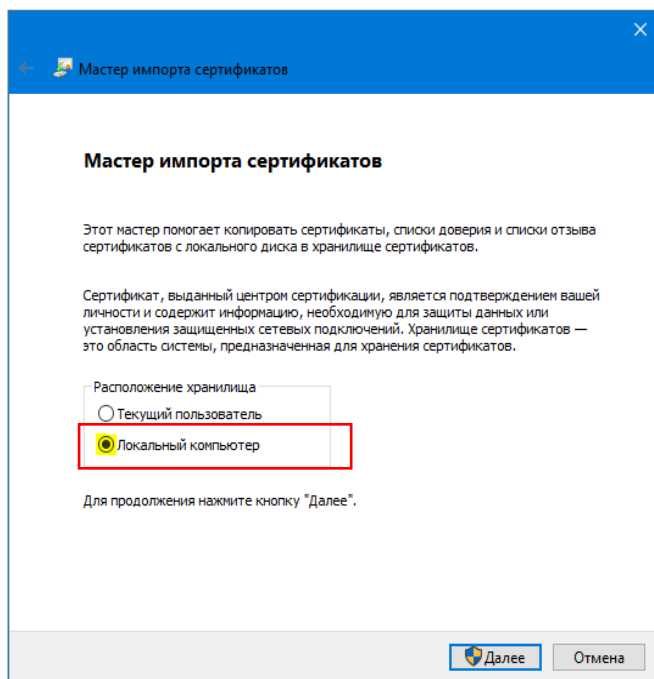 Мастер импорта сертификатов
Мастер импорта сертификатов
Этот мастер помогает копировать сертификаты, списки доверия и списки отзыва
сертификатов с локального диска в хранилище сертификатов.
Сертификат, выданный центром сертификации, является подтверждением вашей
личности и содержит информацию, необходимую для защиты данных или
установления защищенных сетевых подключений. Хранилище сертификатов —
это область системы, предназначенная для хранения сертификатов.
Расположение хранилища
Текущий пользователь
Локальный компьютер
Для продолжения нажмите кнопку "Далее".
Далее
Отмена